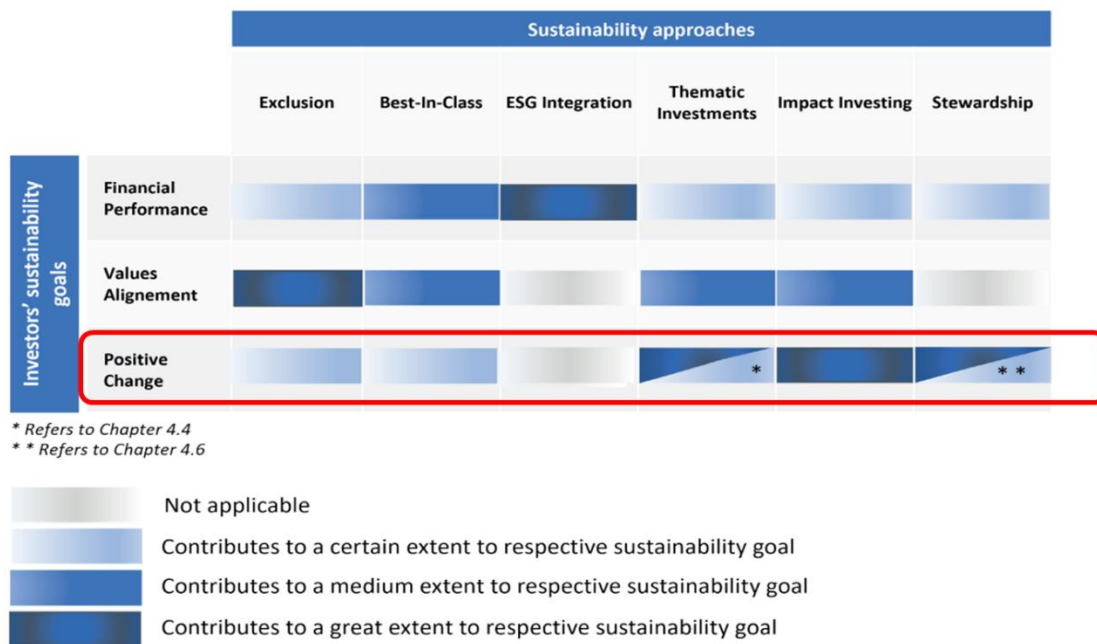 Sustainability approaches
Exclusion
Best-In-Class
ESG Integration
Thematic
Investments
Impact Investing
Stewardship
Investors' sustainability
goals
Financial
Performance
Values
Alignement
Positive
Change
*
* *
* Refers to Chapter 4.4
* * Refers to Chapter 4.6
Not applicable
Contributes to a certain extent to respective sustainability goal
Contributes to a medium extent to respective sustainability goal
Contributes to a great extent to respective sustainability goal